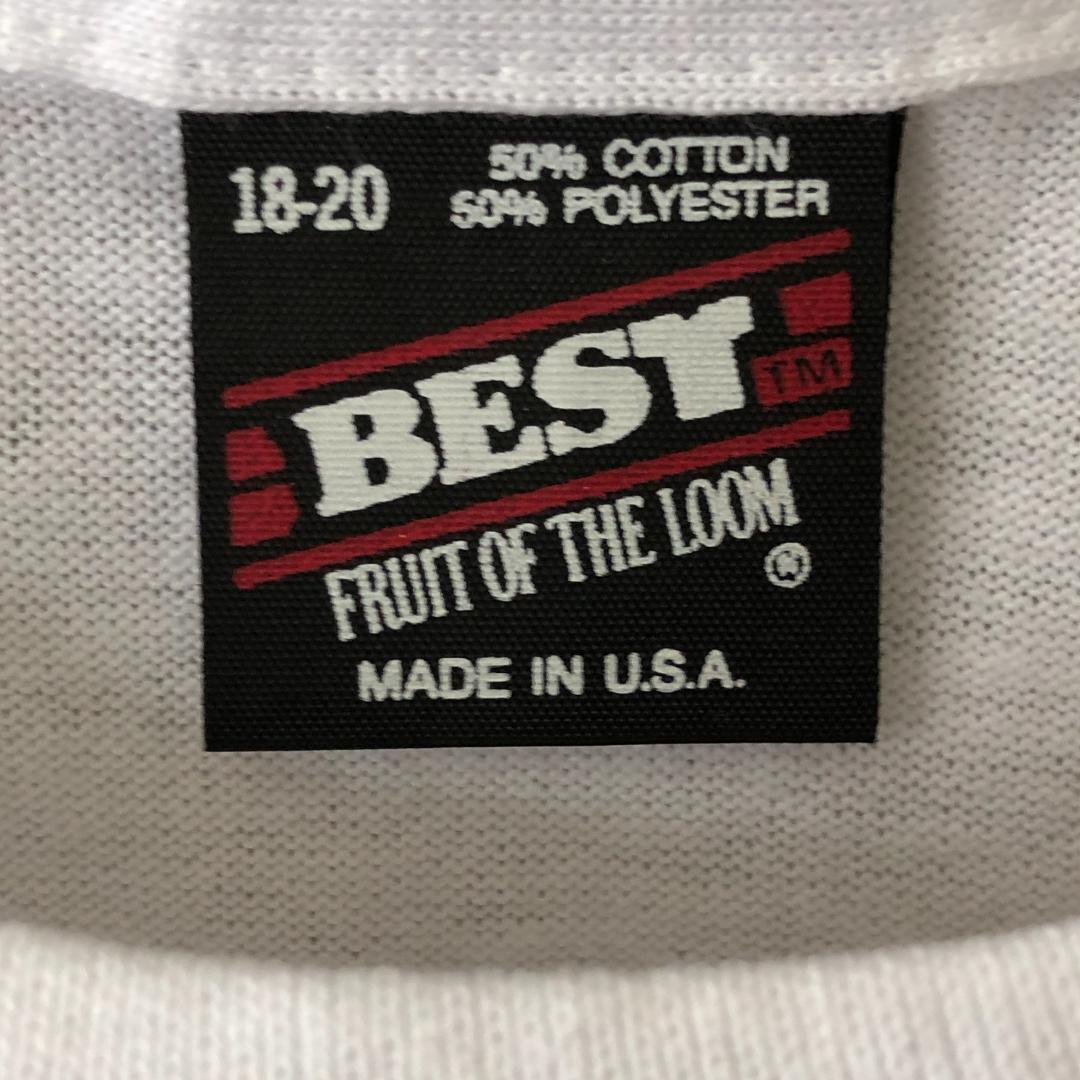 18-20
50% COTTON
50% POLYESTER
BEST TM
FRUIT OF THE LOOM
®
MADE IN U.S.A.